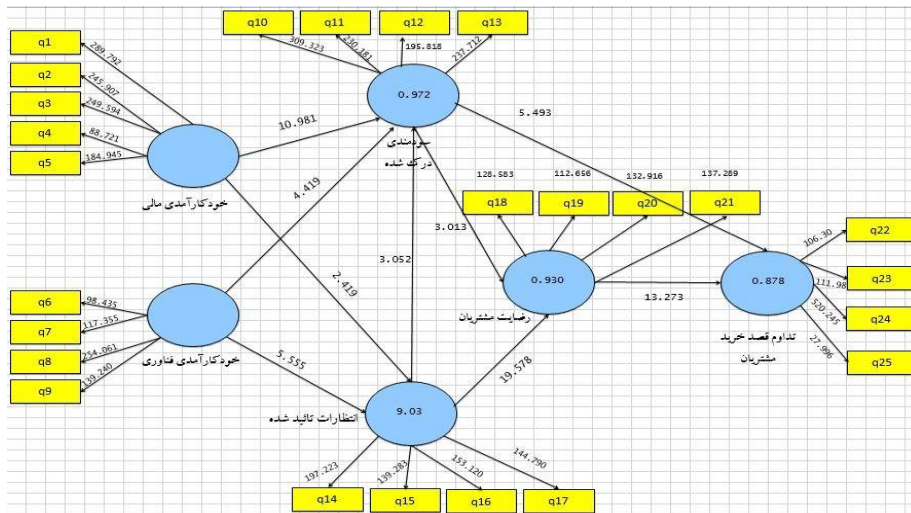 q10
q11
q12
q13
q1
q2
q3
q4
q5
289.792
245.907
249.594
88.721
184.945
309.323
230.181
195.818
237.712
0.972
سودمندی
درک شده
خودکارآمدی مالی
10.981
4.419
2.419
5.493
3.013
3.052
128.583
112.656
132.916
137.289
q18
q19
q20
q21
0.930
رضایت مشتریان
13.273
0.878
تداوم قصد خرید
مشتریان
106.30
111.98
520.245
27.996
q22
q23
q24
q25
q6
q7
q8
q9
98.435
117.355
254.061
139.240
خودکارآمدی فناوری
5.555
19.578
9.03
انتظارات تائید شده
197.223
139.283
153.120
144.790
q14
q15
q16
q17